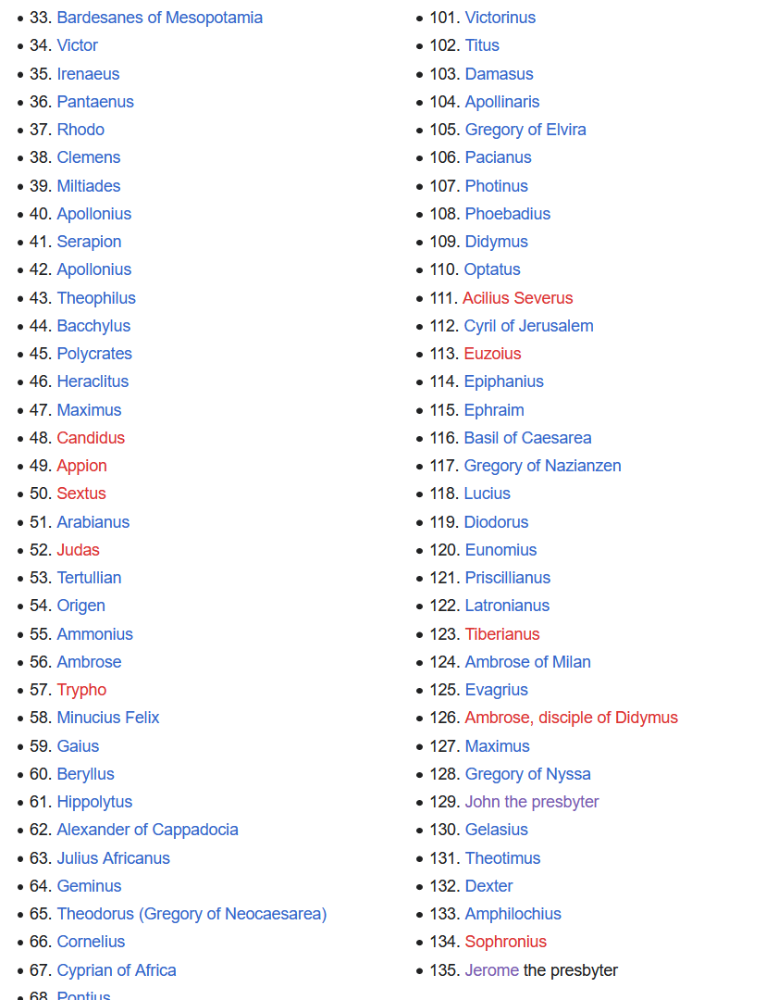 33. Bardesanes of Mesopotamia
34. Victor
35. Irenaeus
36. Pantaenus
37. Rhodo
38. Clemens
39. Miltiades
40. Apollonius
41. Serapion
42. Apollonius
43. Theophilus
44. Bacchylus
45. Polycrates
46. Heraclitus
47. Maximus
48. Candidus
49. Appion
50. Sextus
51. Arabianus
52. Judas
53. Tertullian
54. Origen
55. Ammonius
56. Ambrose
57. Trypho
58. Minucius Felix
59. Gaius
60. Beryllus
61. Hippolytus
62. Alexander of Cappadocia
63. Julius Africanus
64. Geminus
65. Theodorus (Gregory of Neocaesarea)
66. Cornelius
67. Cyprian of Africa
68. Pontius
101. Victorinus
102. Titus
103. Damasus
104. Apollinaris
105. Gregory of Elvira
106. Pacianus
107. Photinus
108. Phoebadius
109. Didymus
110. Optatus
111. Acilius Severus
112. Cyril of Jerusalem
113. Euzoius
114. Epiphanius
115. Ephraim
116. Basil of Caesarea
117. Gregory of Nazianzen
118. Lucius
119. Diodorus
120. Eunomius
121. Priscillianus
122. Latronianus
123. Tiberianus
124. Ambrose of Milan
125. Evagrius
126. Ambrose, disciple of Didymus
127. Maximus
128. Gregory of Nyssa
129. John the presbyter
130. Gelasius
131. Theotimus
132. Dexter
133. Amphilochius
134. Sophronius
135. Jerome the presbyter